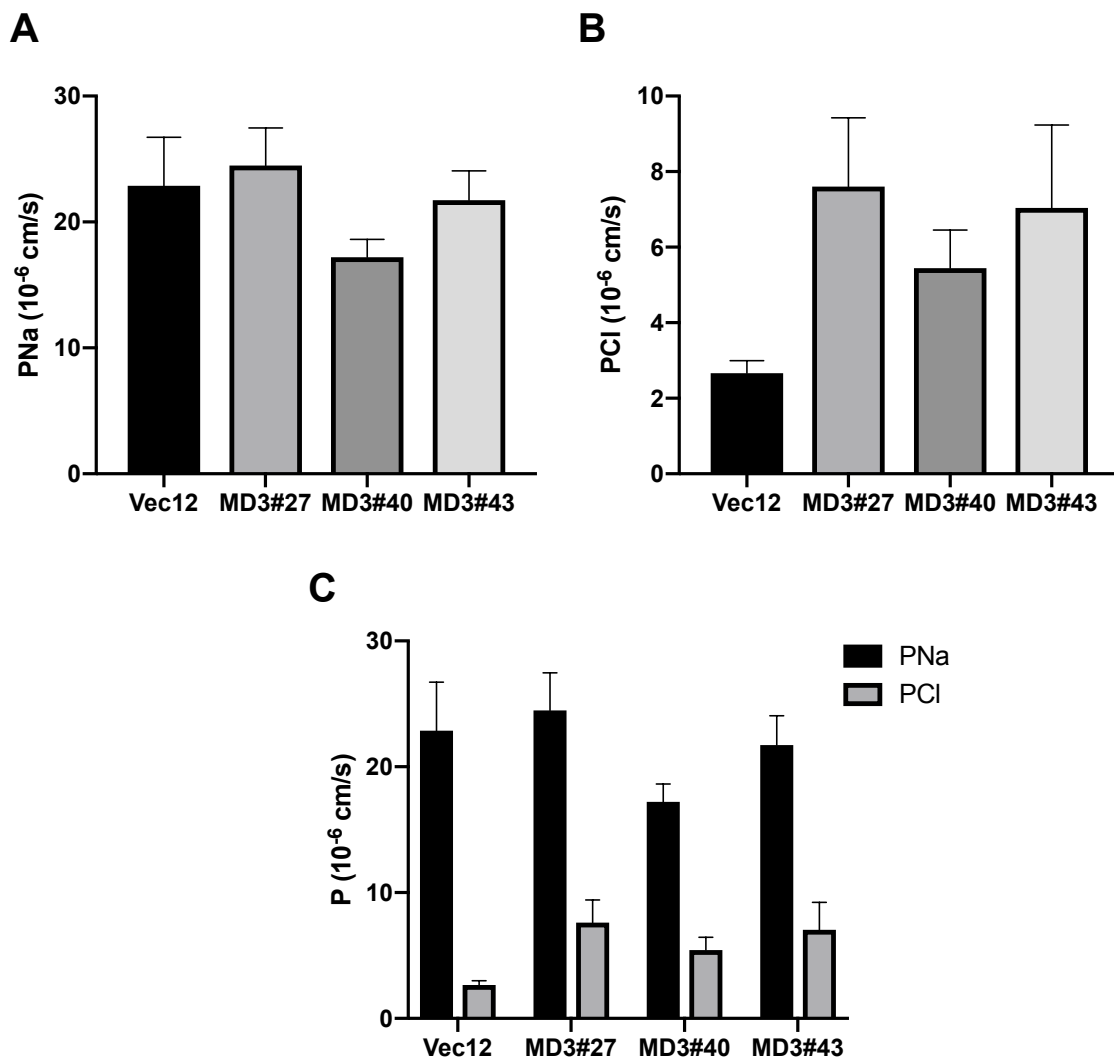 A
PNa (10⁻⁶ cm/s)
30
20
10
0
Vec12 MD3#27 MD3#40 MD3#43
B
PCl (10⁻⁶ cm/s)
10
8
6
4
2
0
Vec12 MD3#27 MD3#40 MD3#43
C
P (10⁻⁶ cm/s)
30
20
10
0
Vec12 MD3#27 MD3#40 MD3#43
PNa
PCl